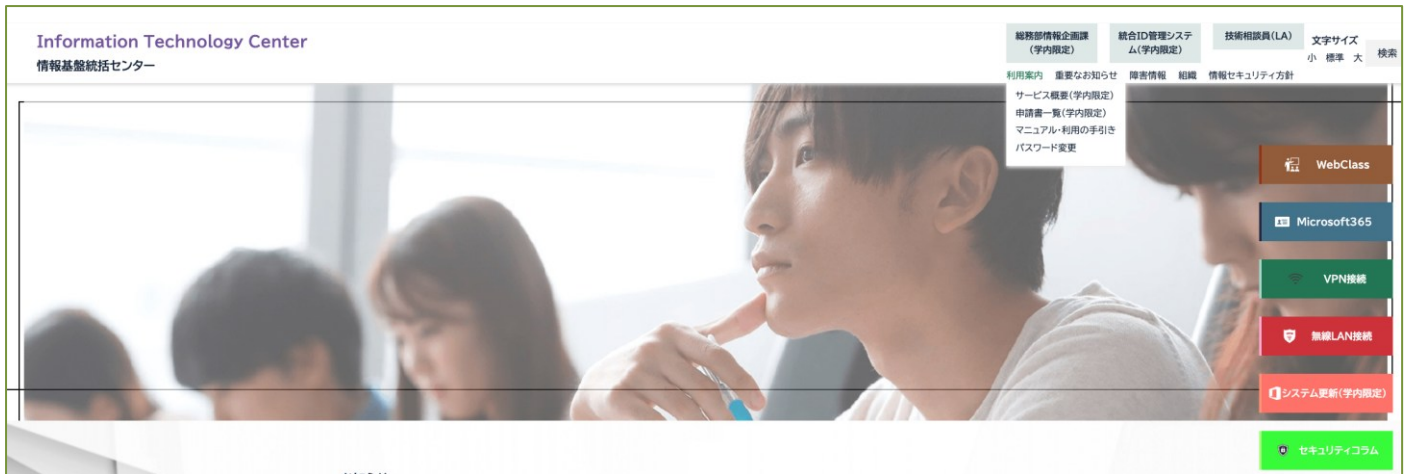 Information Technology Center
情報基盤統括センター
総務部情報企画課
(学内限定)
統合ID管理システ
ム(学内限定)
技術相談員(LA)
文字サイズ
小 標準 大
検索
利用案内 重要なお知らせ 障害情報 組織 情報セキュリティ方針
サービス概要(学内限定)
申請書一覧(学内限定)
マニュアル・利用の手引き
パスワード変更
WebClass
Microsoft365
VPN接続
無線LAN接続
システム更新(学内限定)
セキュリティコラム